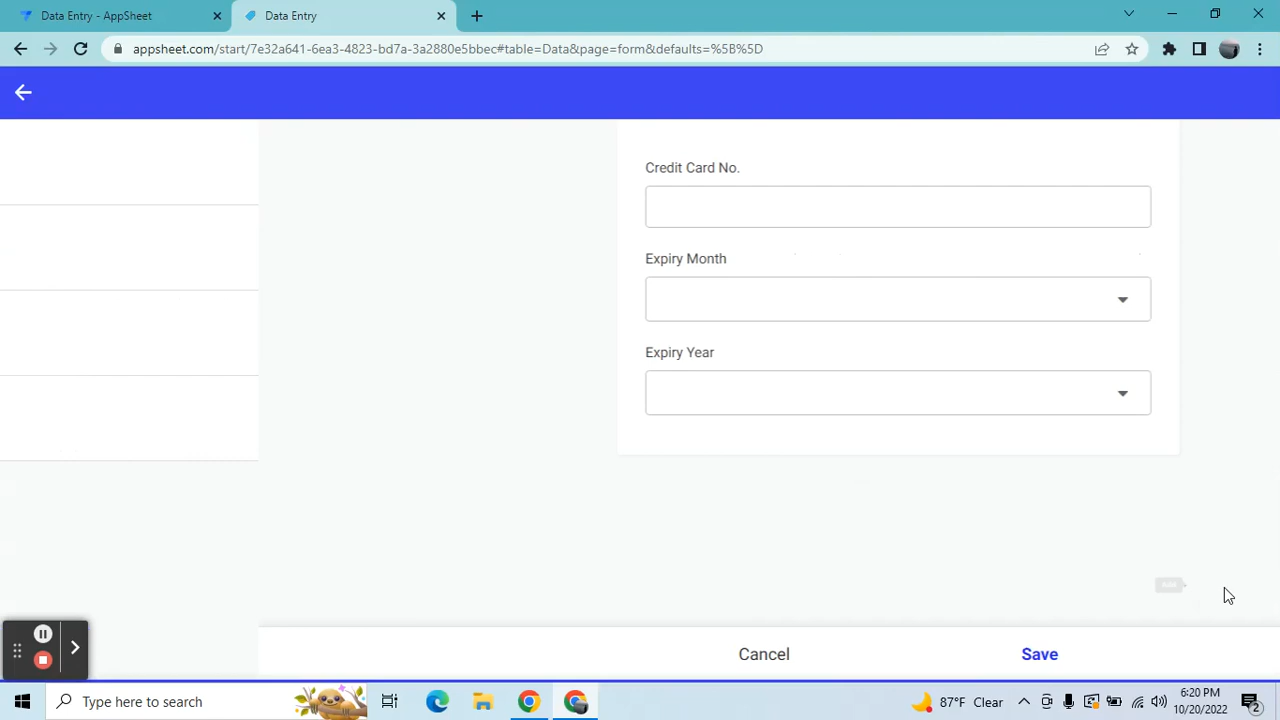 Data Entry - AppSheet
Data Entry
appsheet.com/start/7e32a641-6ea3-4823-bd7a-3a2880e5bbec#table=Data&page=form&defaults=%5B%5D
Credit Card No.
Expiry Month
Expiry Year
Cancel
Save
Type here to search
87°F Clear
6:20 PM
10/20/2022
2